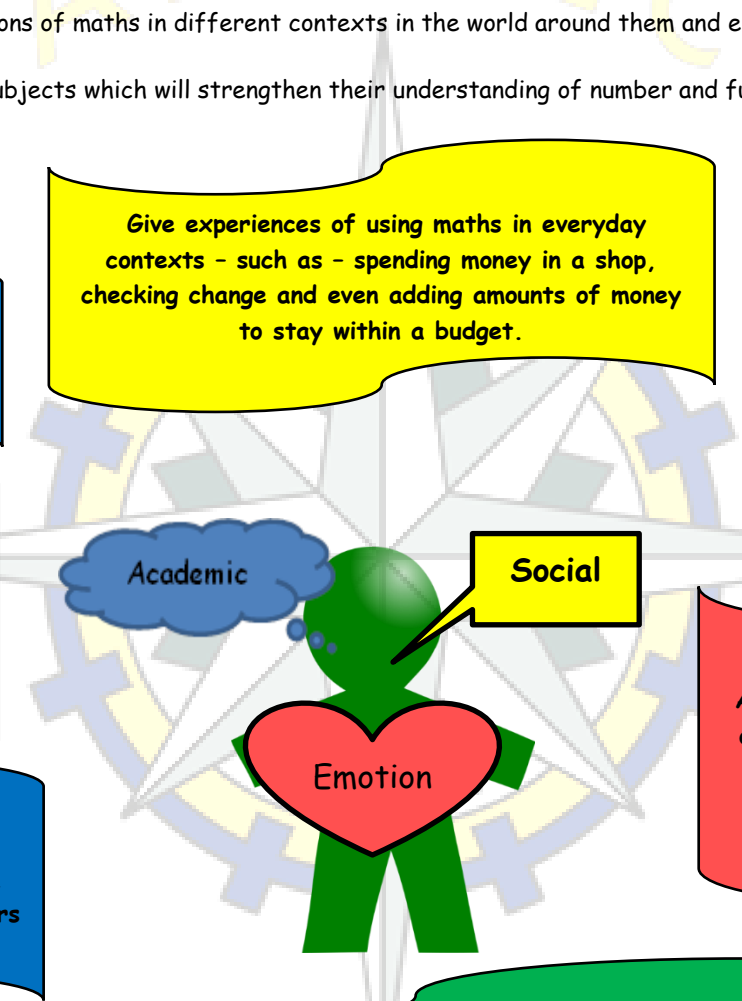 ons of maths in different contexts in the world around them and e
ubjects which will strengthen their understanding of number and fu
Give experiences of using maths in everyday
contexts – such as – spending money in a shop,
checking change and even adding amounts of money
to stay within a budget.
Academic
Social
Emotion
rs